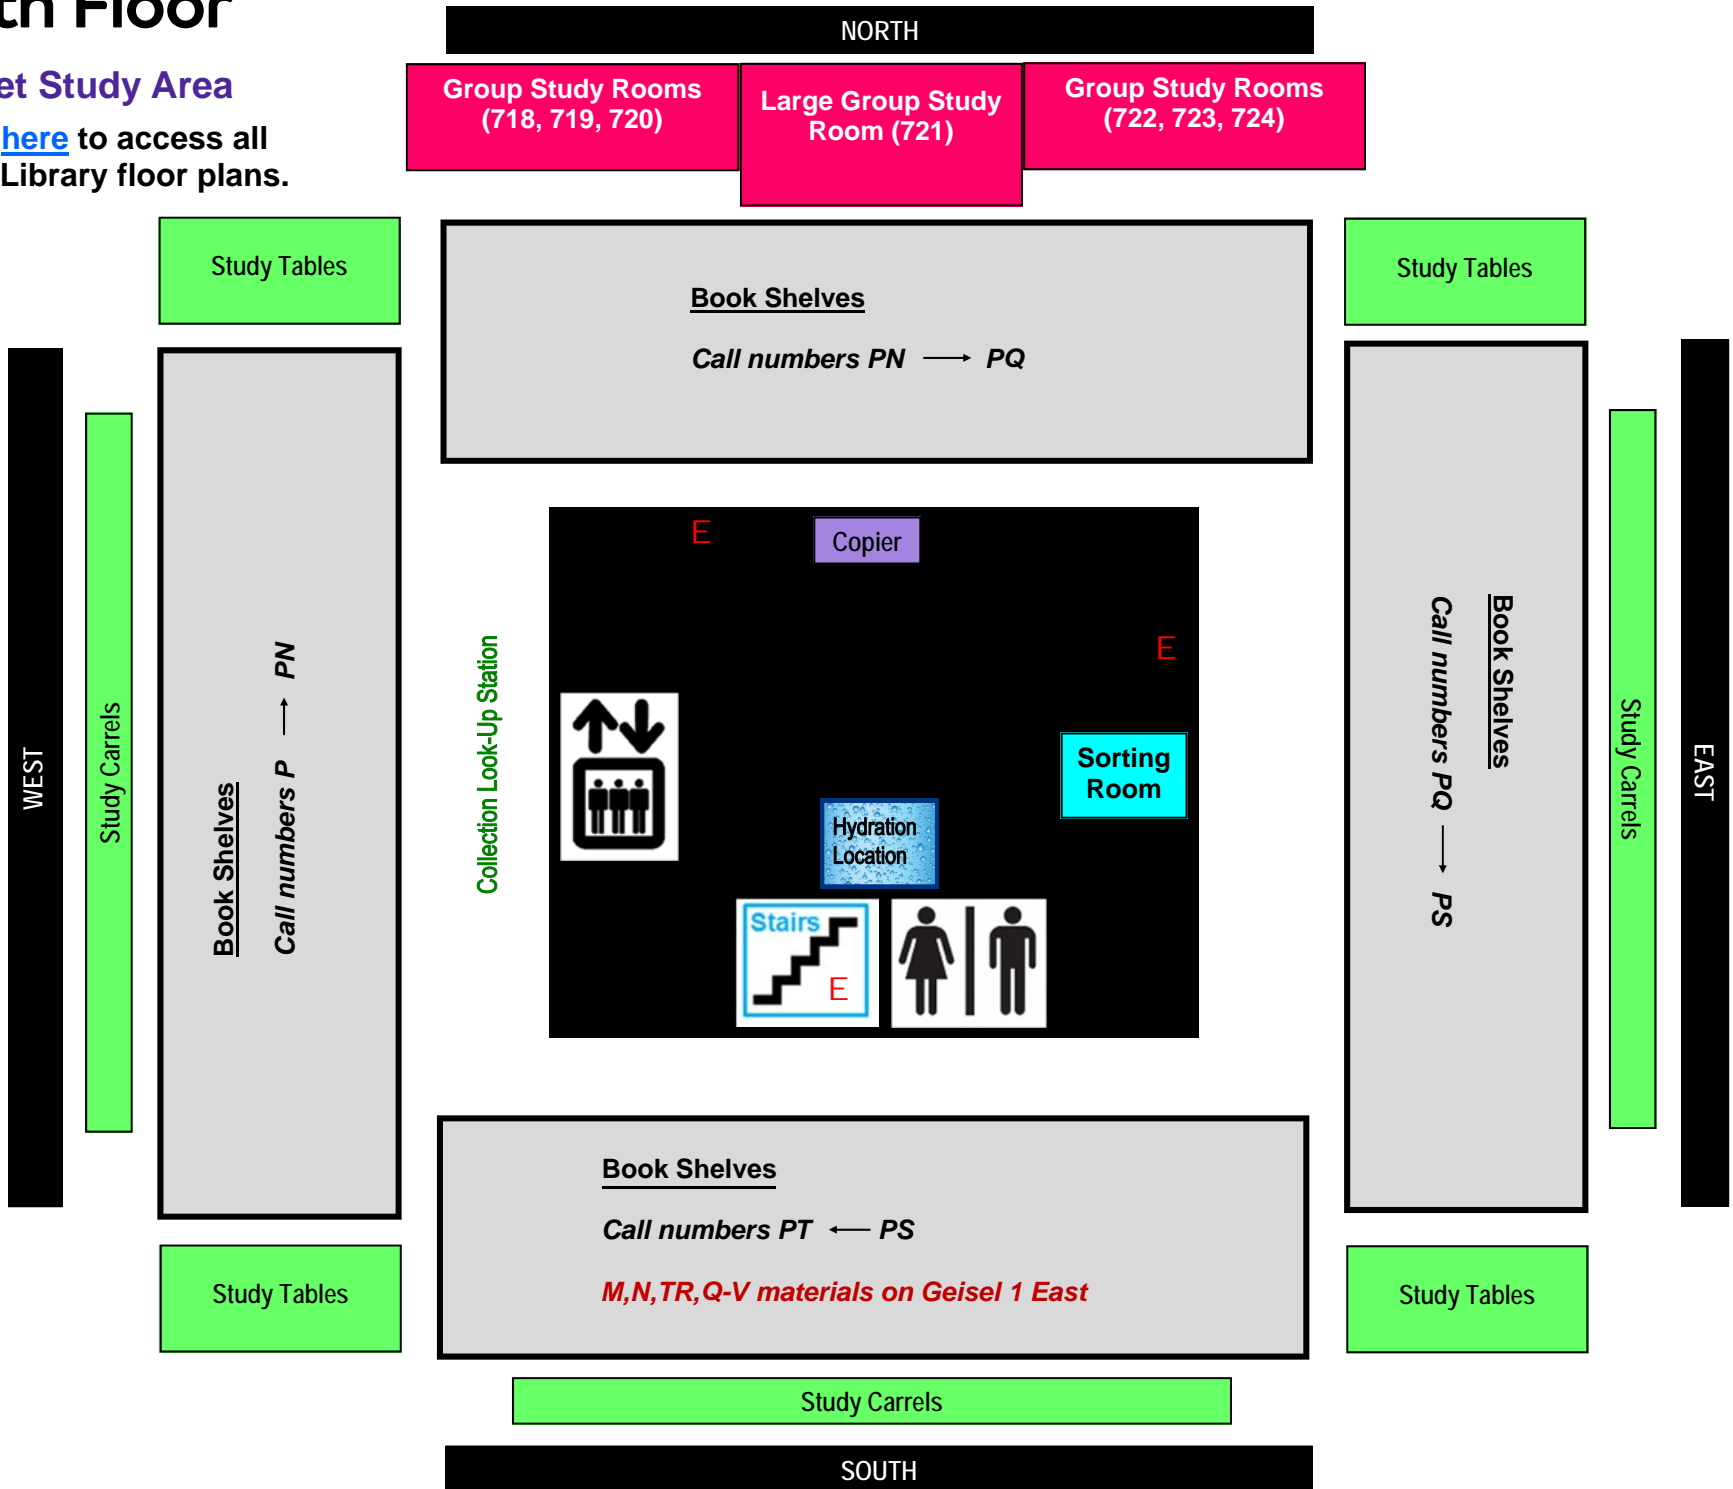 th Floor
et Study Area
here to access all
Library floor plans.
NORTH
Group Study Rooms
(718, 719, 720)
Large Group Study
Room (721)
Group Study Rooms
(722, 723, 724)
Study Tables
Study Tables
Book Shelves
Call numbers PN → PQ
WEST
Study Carrels
Book Shelves
Call numbers P → PN
Collection Look-Up Station
E
Copier
E
Sorting
Room
Hydration
Location
Stairs
E
Book Shelves
Call numbers PQ → PS
Study Carrels
EAST
Book Shelves
Call numbers PT ← PS
M,N,TR,Q-V materials on Geisel 1 East
Study Tables
Study Tables
Study Carrels
SOUTH